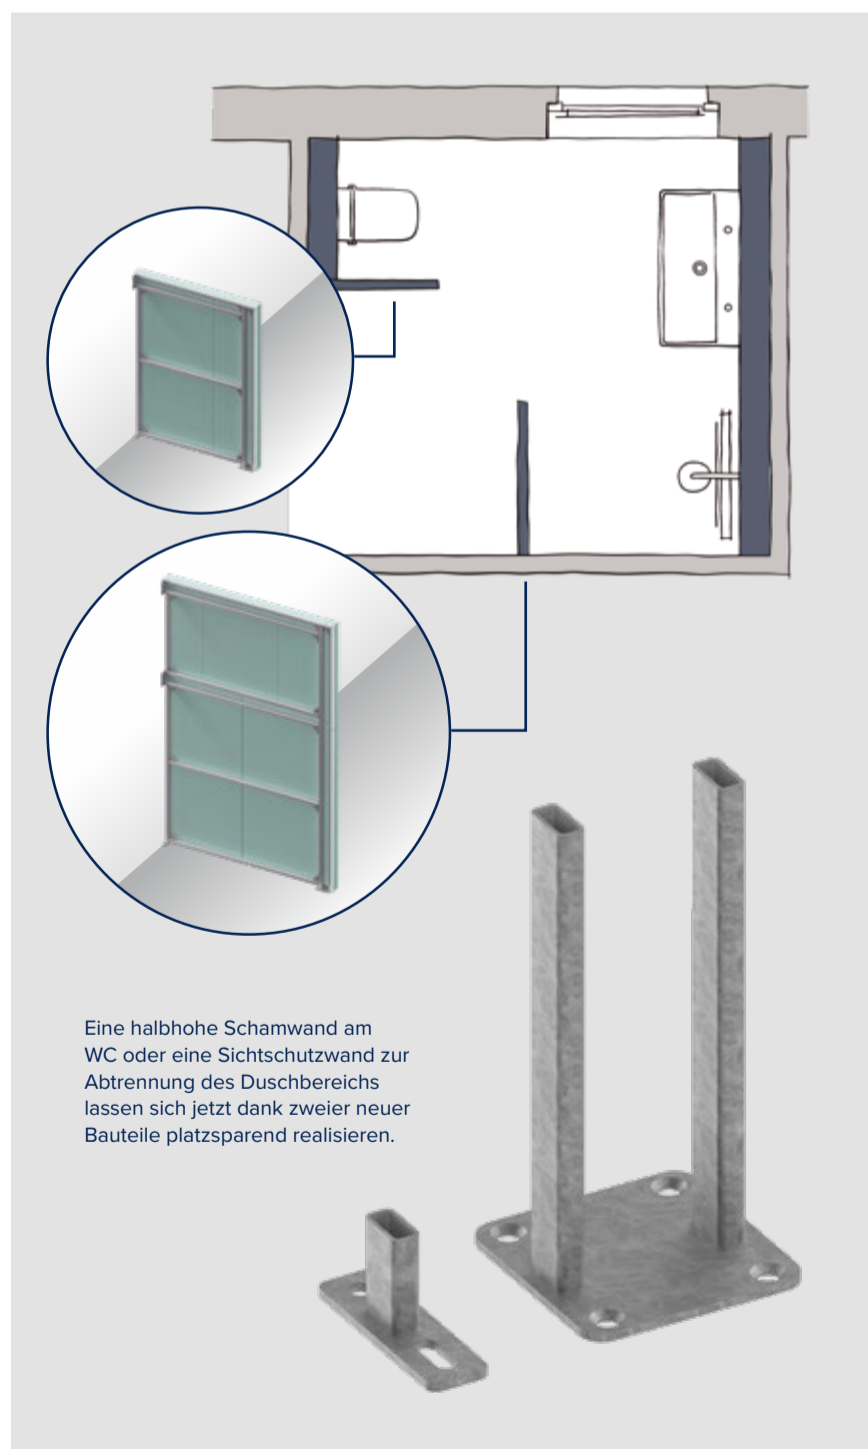 Eine halbhohe Schamwand am
WC oder eine Sichtschutzwand zur
Abtrennung des Duschbereichs
lassen sich jetzt dank zweier neuer
Bauteile platzsparend realisieren.